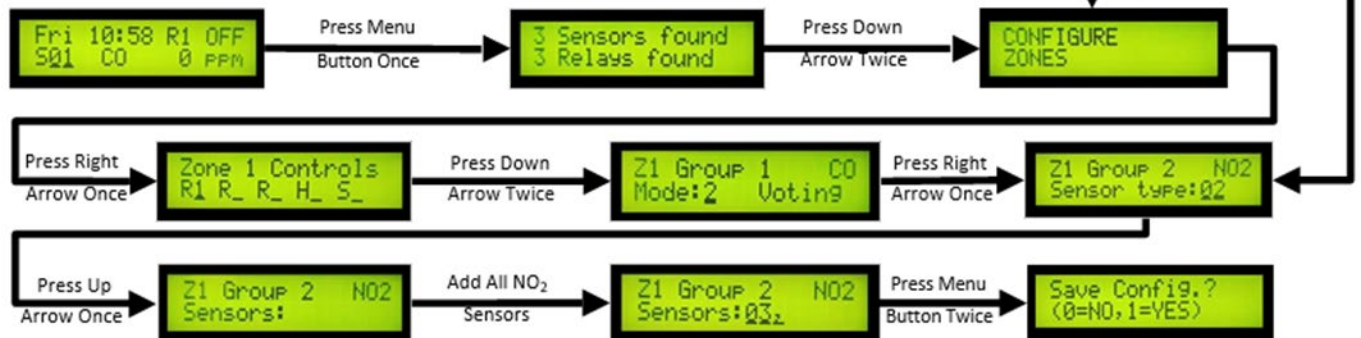 Fri 10:58 R1 OFF
S01 CO 0 PPM
Press Menu
Button Once
3 Sensors found
3 Relays found
Press Down
Arrow Twice
CONFIGURE
ZONES
Press Right
Arrow Once
Zone 1 Controls
R1 R_ R_ H_ S_
Press Down
Arrow Twice
Z1 Group 1 CO
Mode:2 Voting
Press Right
Arrow Once
Z1 Group 2 NO2
Sensor type:02
Press Up
Arrow Once
Z1 Group 2 NO2
Sensors:
Add All NO₂
Sensors
Z1 Group 2 NO2
Sensors:03,
Press Menu
Button Twice
Save Config.?
(0=NO,1=YES)